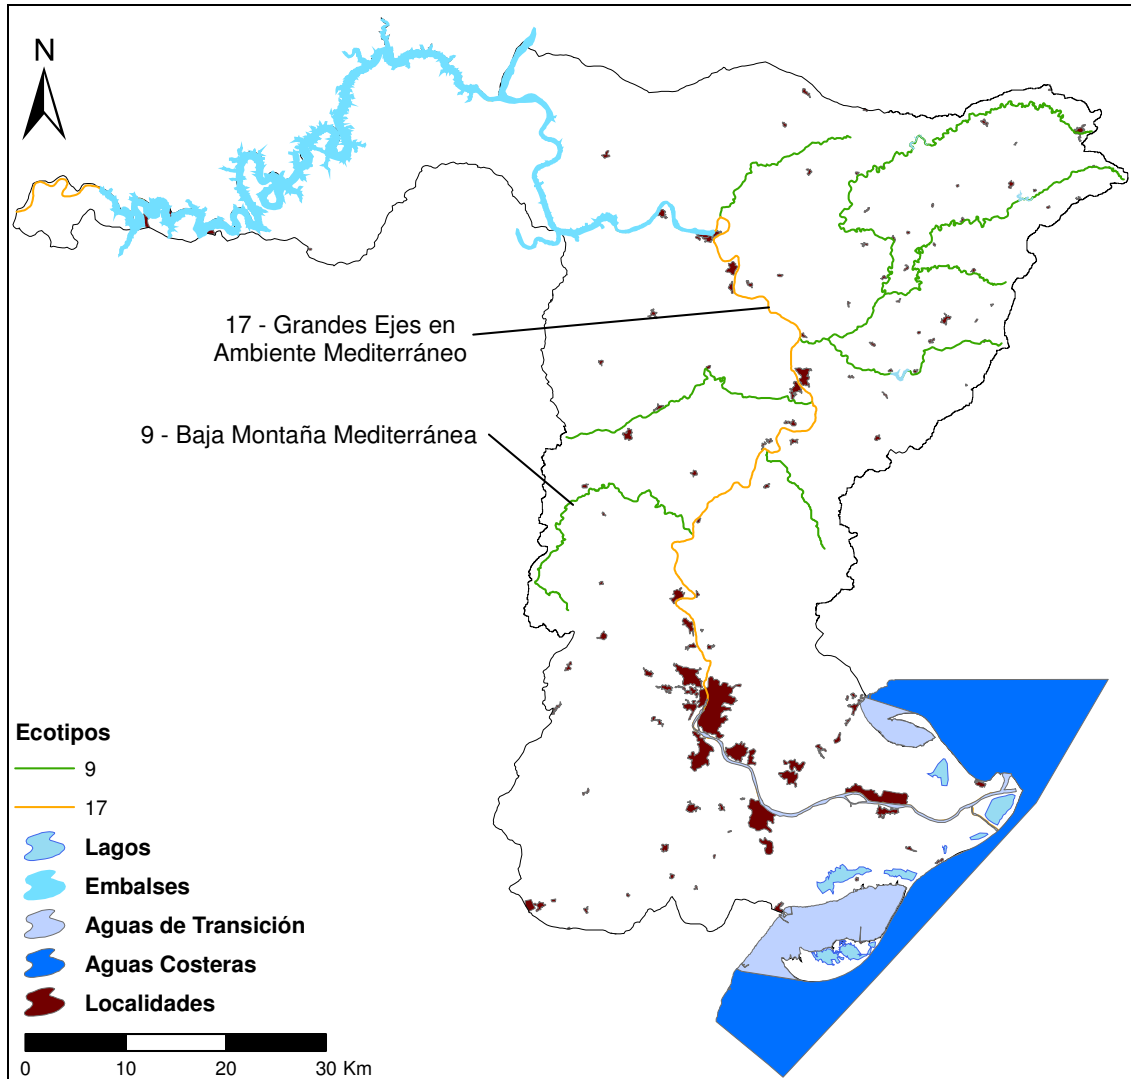 N
17 - Grandes Ejes en
Ambiente Mediterráneo
9 - Baja Montaña Mediterránea
Ecotipos
9
17
Lagos
Embalses
Aguas de Transición
Aguas Costeras
Localidades
0 10 20 30 Km